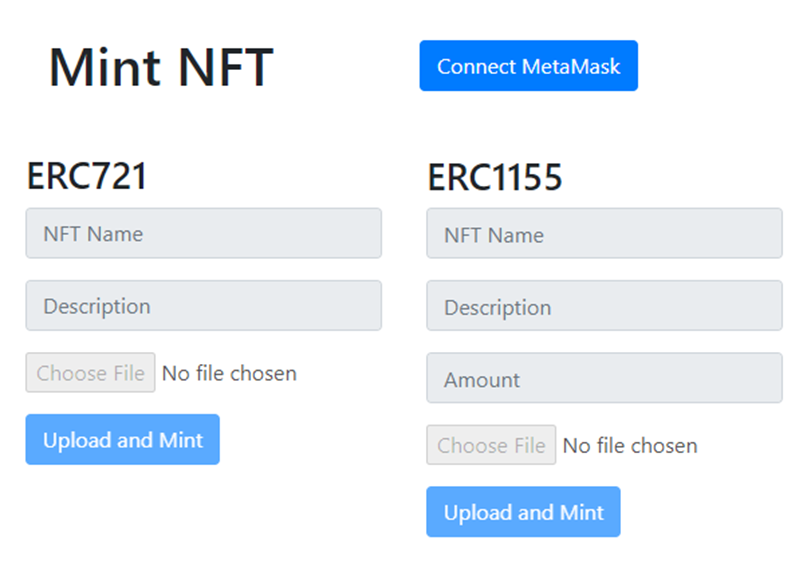 Mint NFT
Connect MetaMask
ERC721
NFT Name
Description
Choose File No file chosen
Upload and Mint
ERC1155
NFT Name
Description
Amount
Choose File No file chosen
Upload and Mint